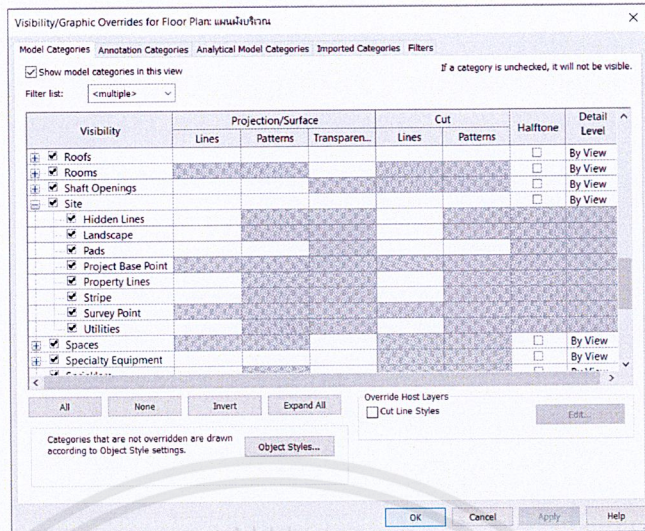 Visibility/Graphic Overrides for Floor Plan: แผนผังบริเวณ
Model Categories Annotation Categories Analytical Model Categories Imported Categories Filters
Show model categories in this view
If a category is unchecked, it will not be visible.
Filter list: <multiple>
Visibility Projection/Surface Cut Halftone Detail Level
Lines Patterns Transparen... Lines Patterns
Roofs By View
Rooms By View
Shaft Openings By View
Site By View
Hidden Lines
Landscape
Pads
Project Base Point
Property Lines
Stripe
Survey Point
Utilities
Spaces By View
Specialty Equipment By View
All None Invert Expand All
Override Host Layers
Cut Line Styles Edit...
Categories that are not overridden are drawn
according to Object Style settings.
Object Styles...
OK Cancel Apply Help